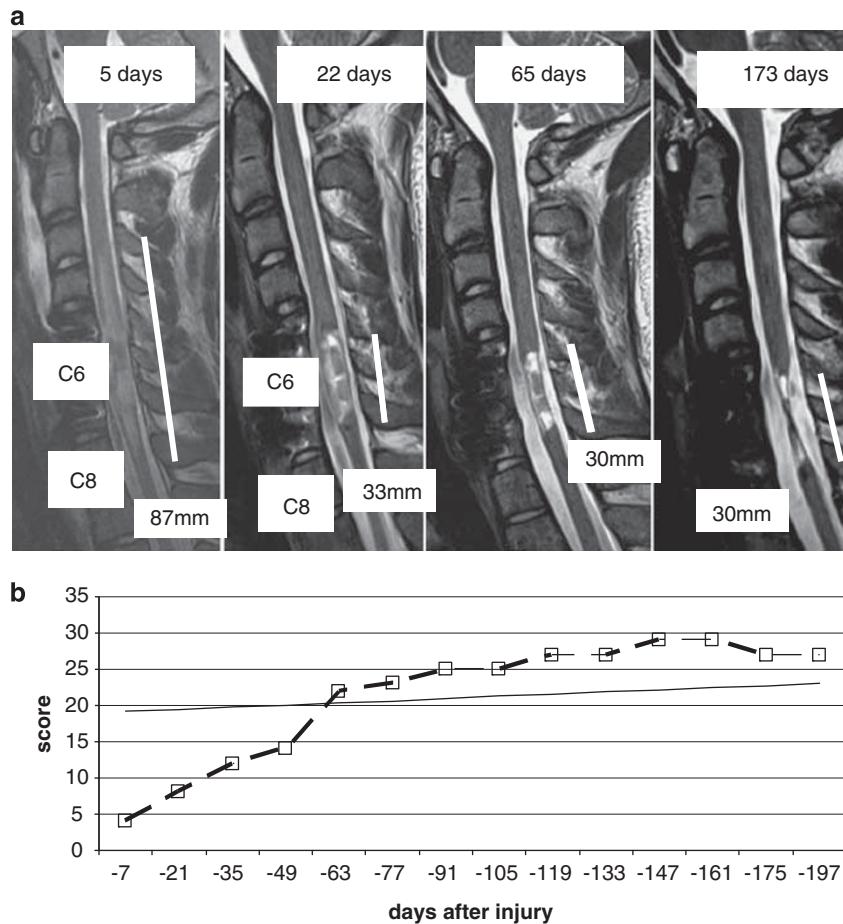 a
5 days 22 days 65 days 173 days
C6 C6
C8 C8
87mm 33mm 30mm 30mm
b
35
30
25
20
15
10
5
0
score
-7 -21 -35 -49 -63 -77 -91 -105 -119 -133 -147 -161 -175 -197
days after injury